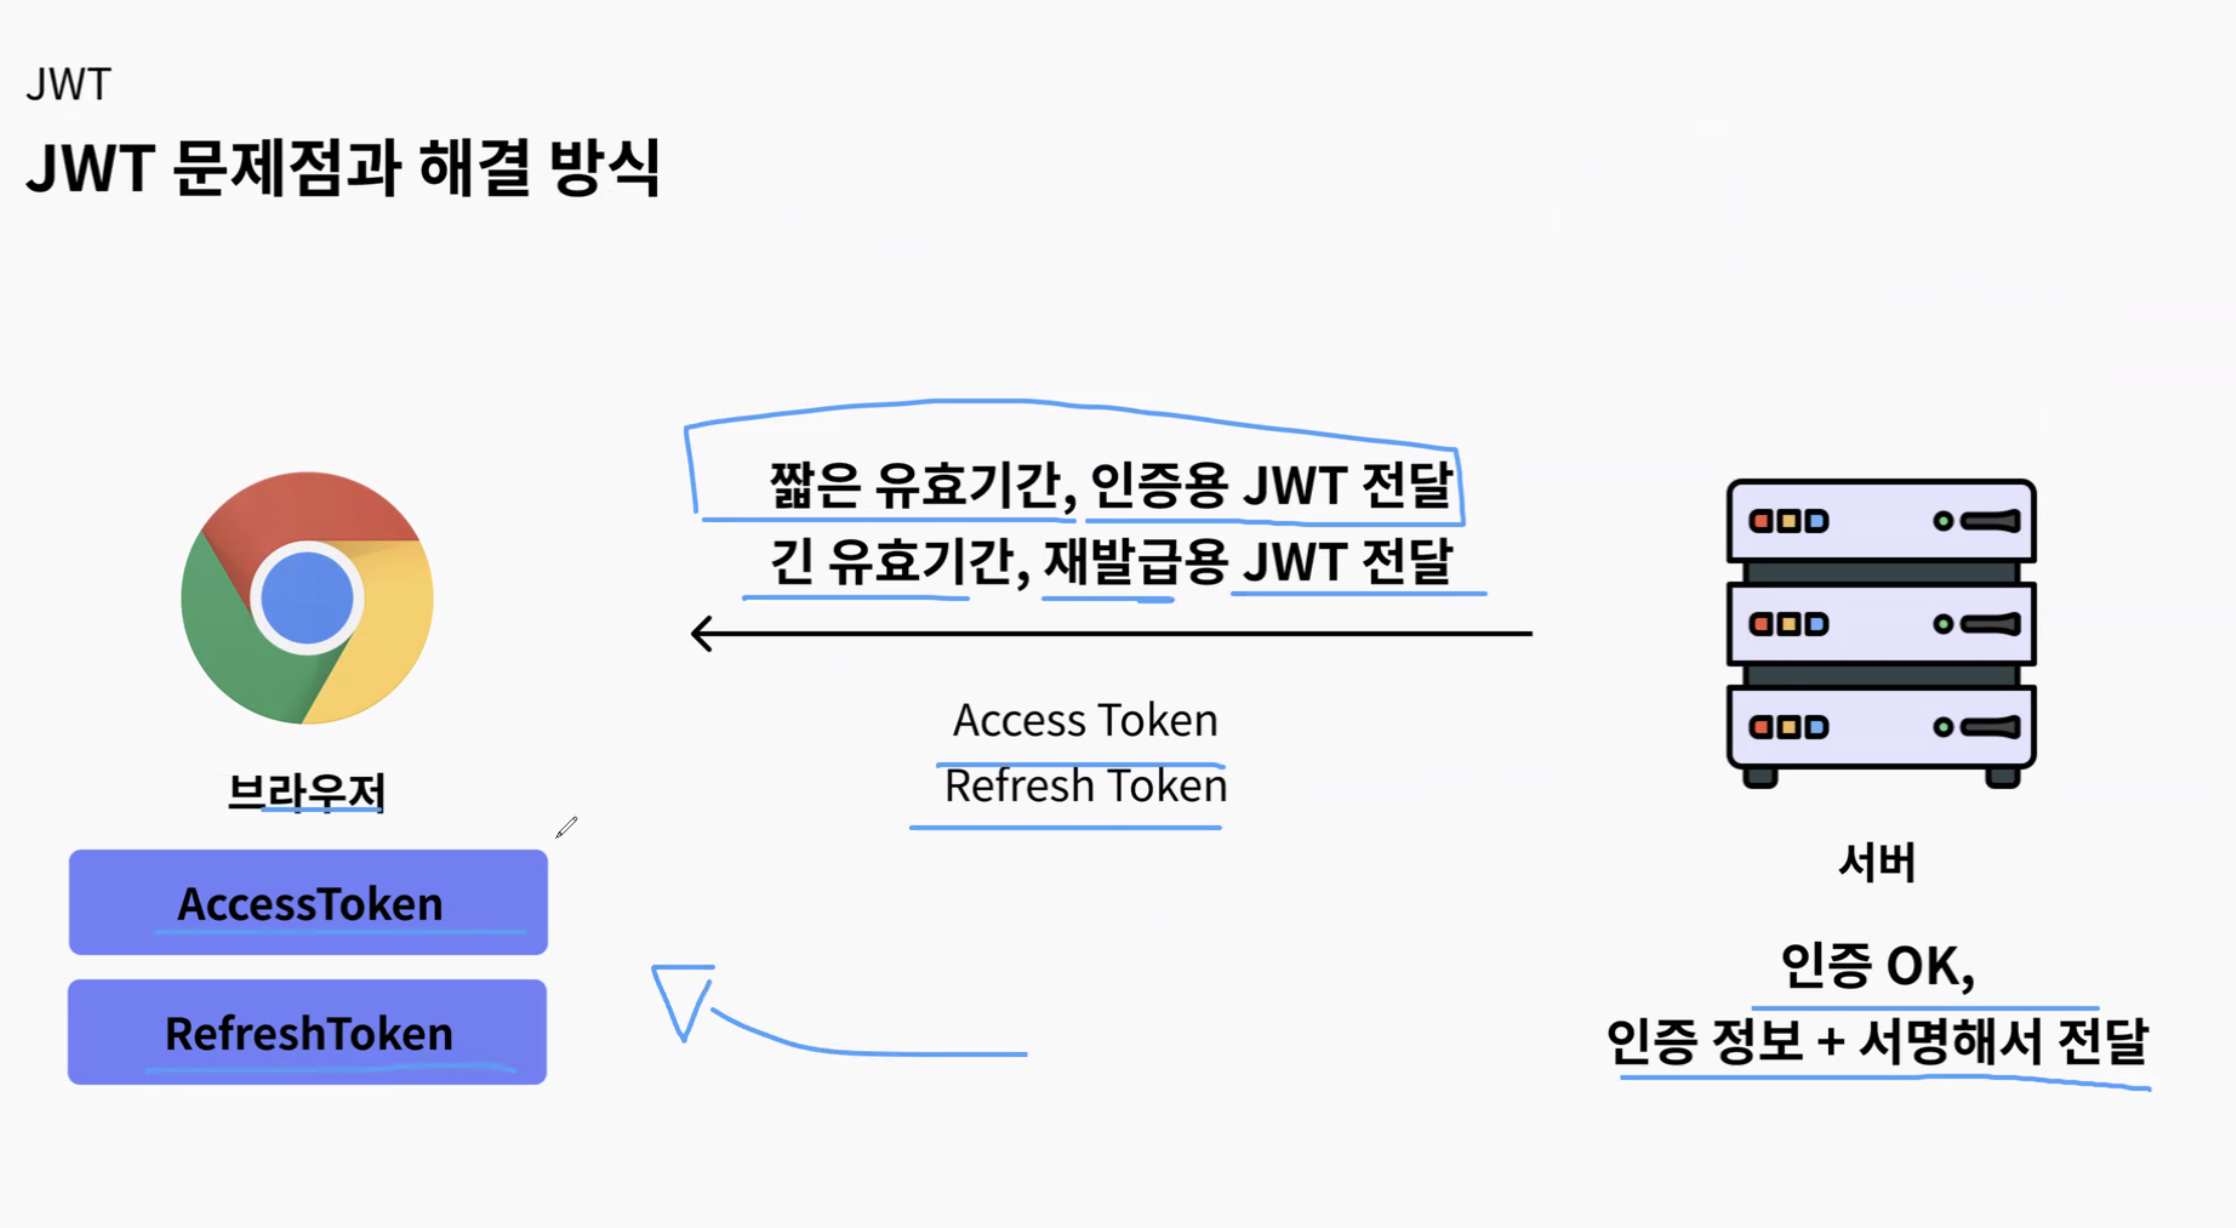 JWT
JWT 문제점과 해결 방식
짧은 유효기간, 인증용 JWT 전달
긴 유효기간, 재발급용 JWT 전달
Access Token
Refresh Token
브라우저
AccessToken
RefreshToken
서버
인증 OK,
인증 정보 + 서명해서 전달